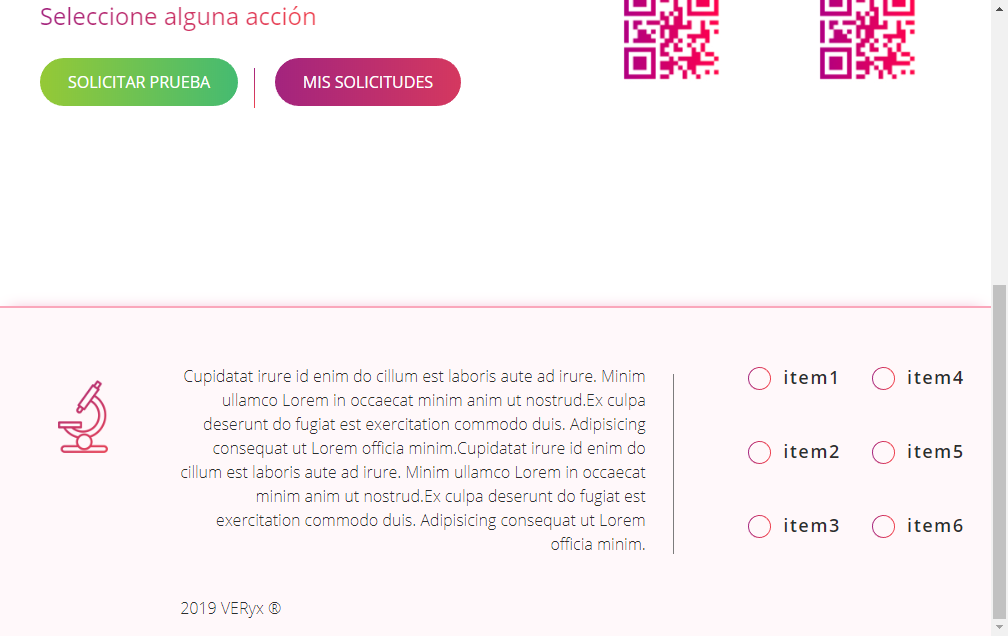 Seleccione alguna acción
SOLICITAR PRUEBA
MIS SOLICITUDES
Cupidatat irure id enim do cillum est laboris aute ad irure. Minim
ullamco Lorem in occaecat minim anim ut nostrud.Ex culpa
deserunt do fugiat est exercitation commodo duis. Adipisicing
consequat ut Lorem officia minim.Cupidatat irure id enim do
cillum est laboris aute ad irure. Minim ullamco Lorem in occaecat
minim anim ut nostrud.Ex culpa deserunt do fugiat est
exercitation commodo duis. Adipisicing consequat ut Lorem
officia minim.
item1
item4
item2
item5
item3
item6
2019 VERyx ®